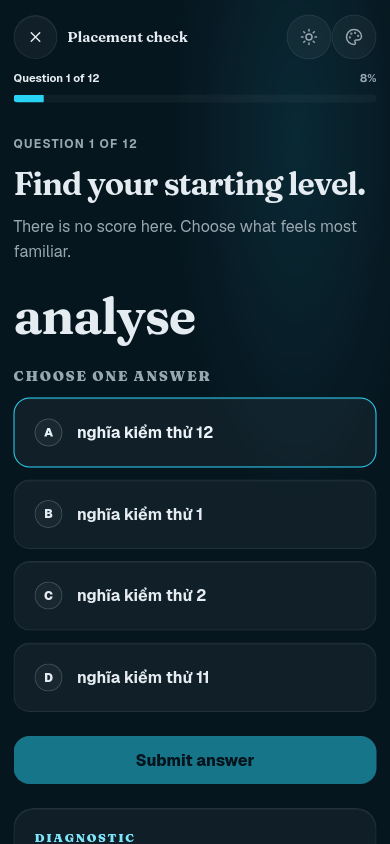 Placement check
Question 1 of 12
8%
QUESTION 1 OF 12
Find your starting level.
There is no score here. Choose what feels most
familiar.
analyse
CHOOSE ONE ANSWER
A
nghĩa kiểm thử 12
B
nghĩa kiểm thử 1
C
nghĩa kiểm thử 2
D
nghĩa kiểm thử 11
Submit answer
DIAGNOSTIC